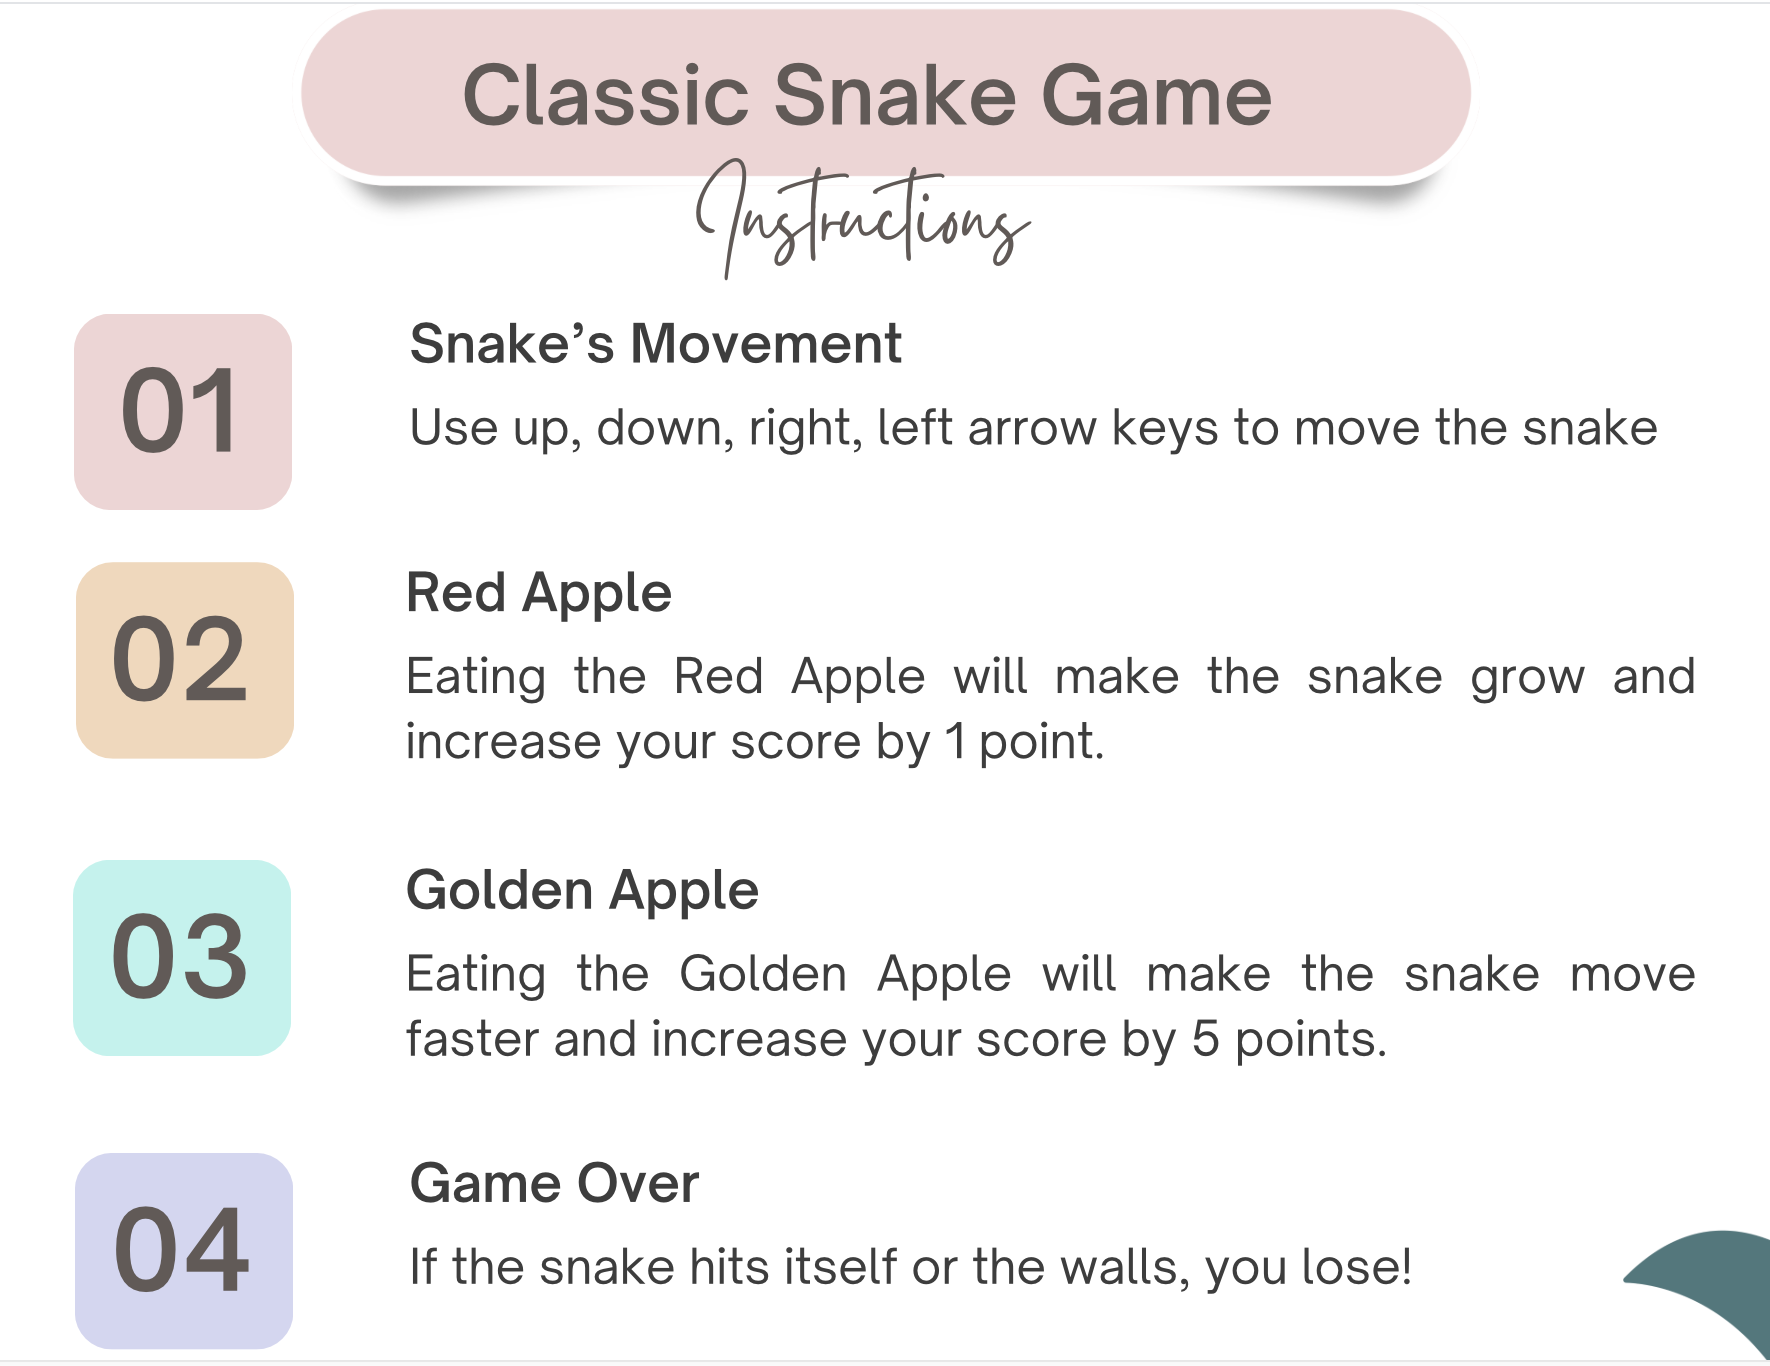 Classic Snake Game
Instructions
01
Snake’s Movement
Use up, down, right, left arrow keys to move the snake
02
Red Apple
Eating the Red Apple will make the snake grow and
increase your score by 1 point.
03
Golden Apple
Eating the Golden Apple will make the snake move
faster and increase your score by 5 points.
04
Game Over
If the snake hits itself or the walls, you lose!